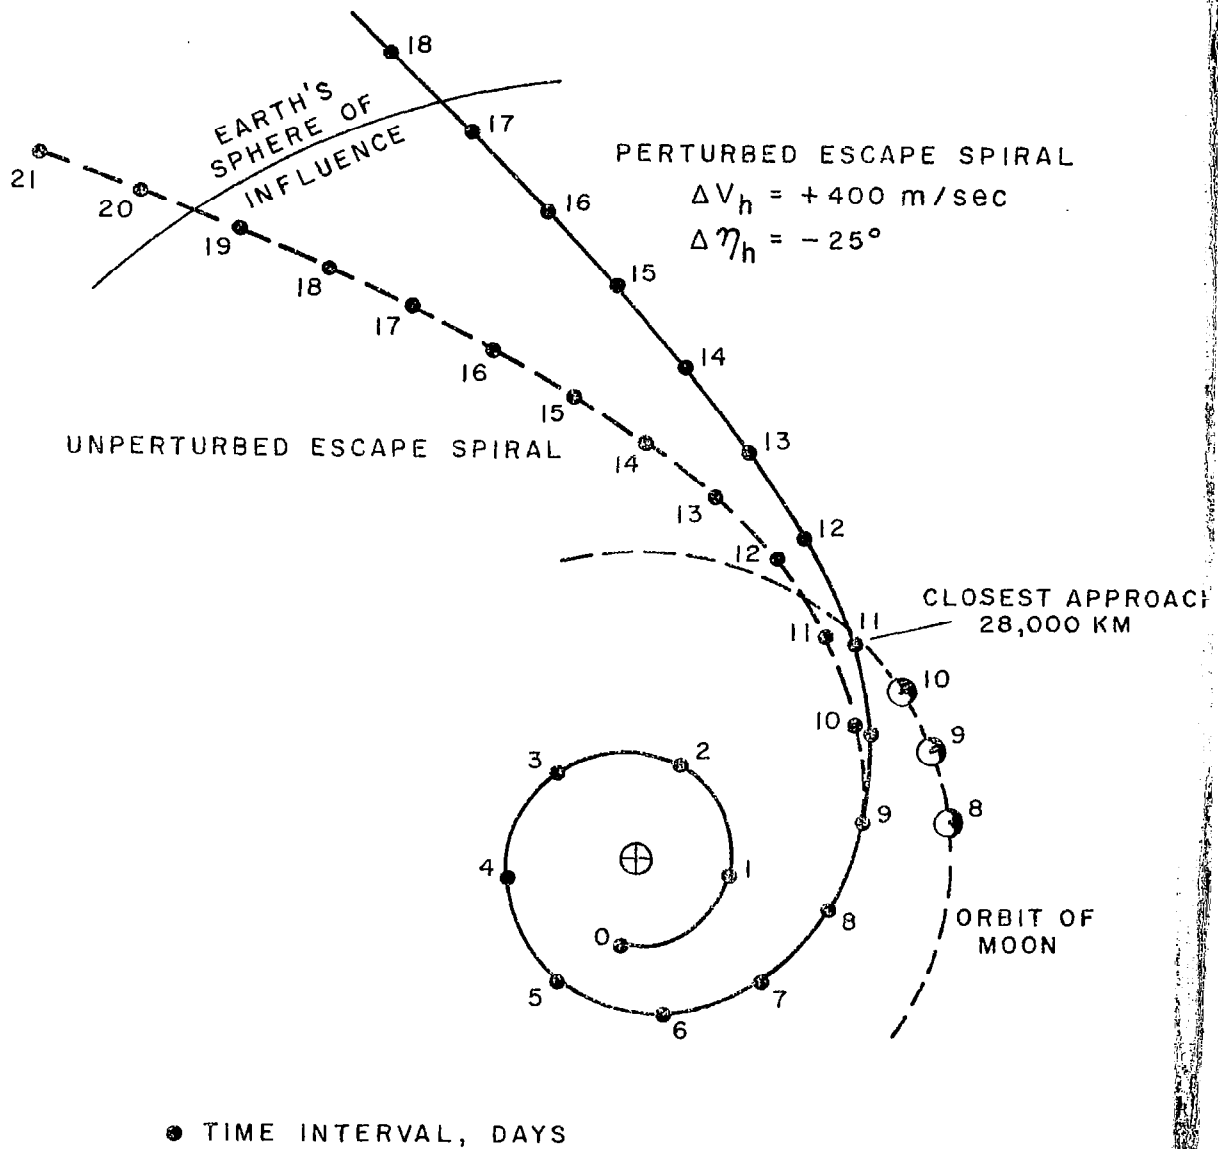 18
EARTH'S
SPHERE OF
INFLUENCE
17
PERTURBED ESCAPE SPIRAL
ΔVh = +400 m/sec
Δηh = -25°
21
20
19
16
18
15
17
14
16
15
UNPERTURBED ESCAPE SPIRAL
14
13
13
12
12
CLOSEST APPROACH
28,000 KM
11
11
10
10
9
3
2
8
9
4
1
8
ORBIT OF
MOON
0
5
7
6
TIME INTERVAL, DAYS